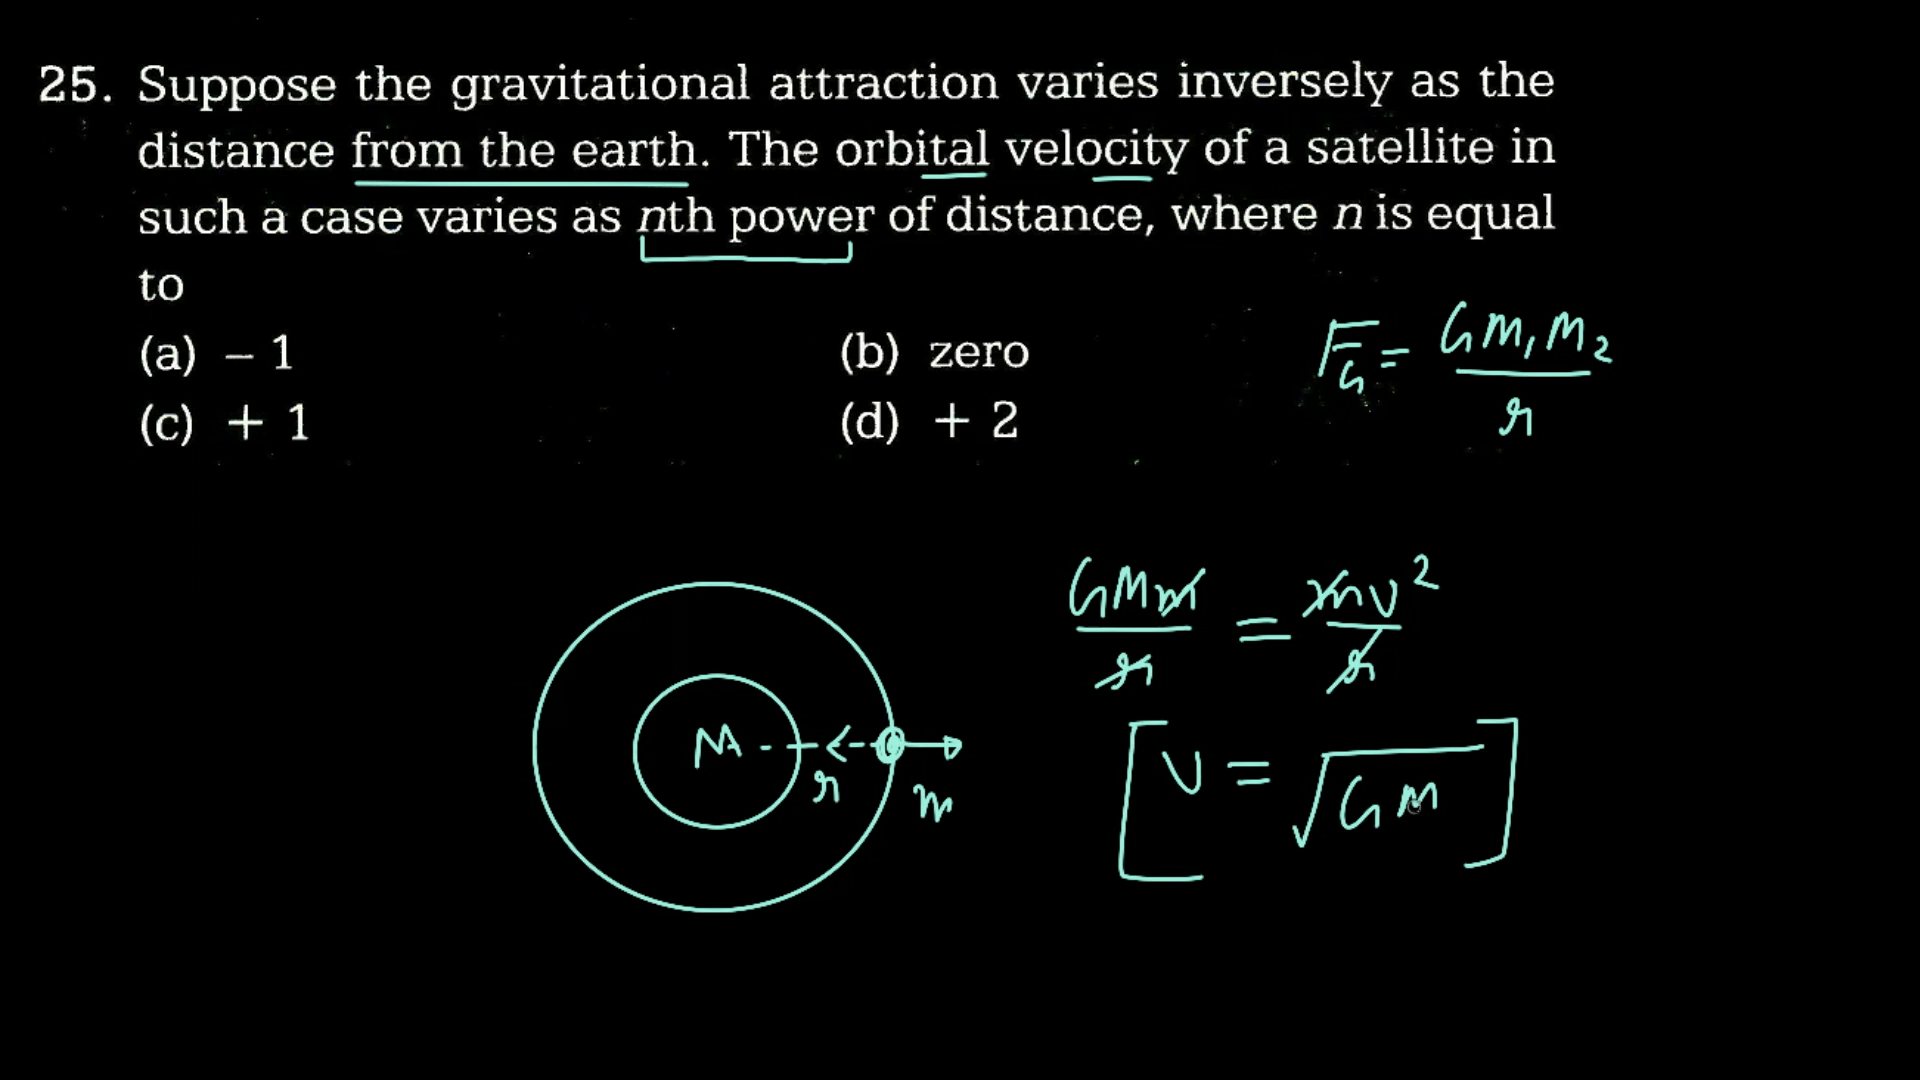 25. Suppose the gravitational attraction varies inversely as the
distance from the earth. The orbital velocity of a satellite in
such a case varies as nth power of distance, where n is equal
to
(a) – 1 (b) zero
(c) + 1 (d) + 2
F_G = GM₁M₂ / r
GMm / r = mv² / r
M r m
v = √GM